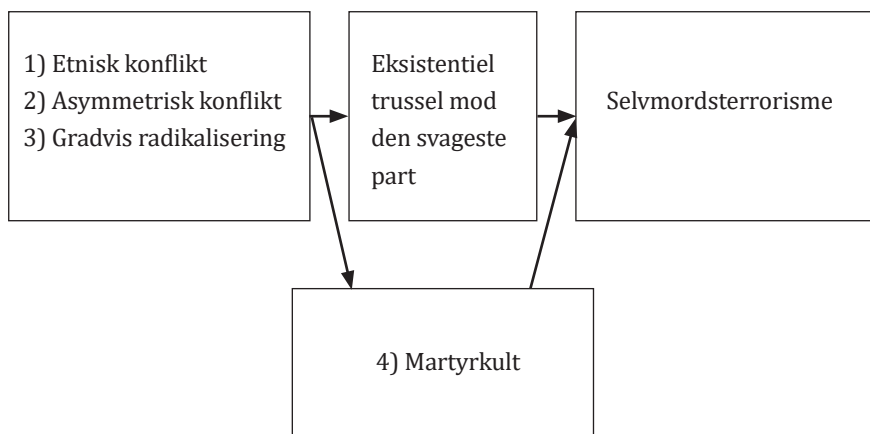 1) Etnisk konflikt
2) Asymmetrisk konflikt
3) Gradvis radikalisering
Eksistentiel
trussel mod
den svageste
part
Selvmordsterrorisme
4) Martyrkult